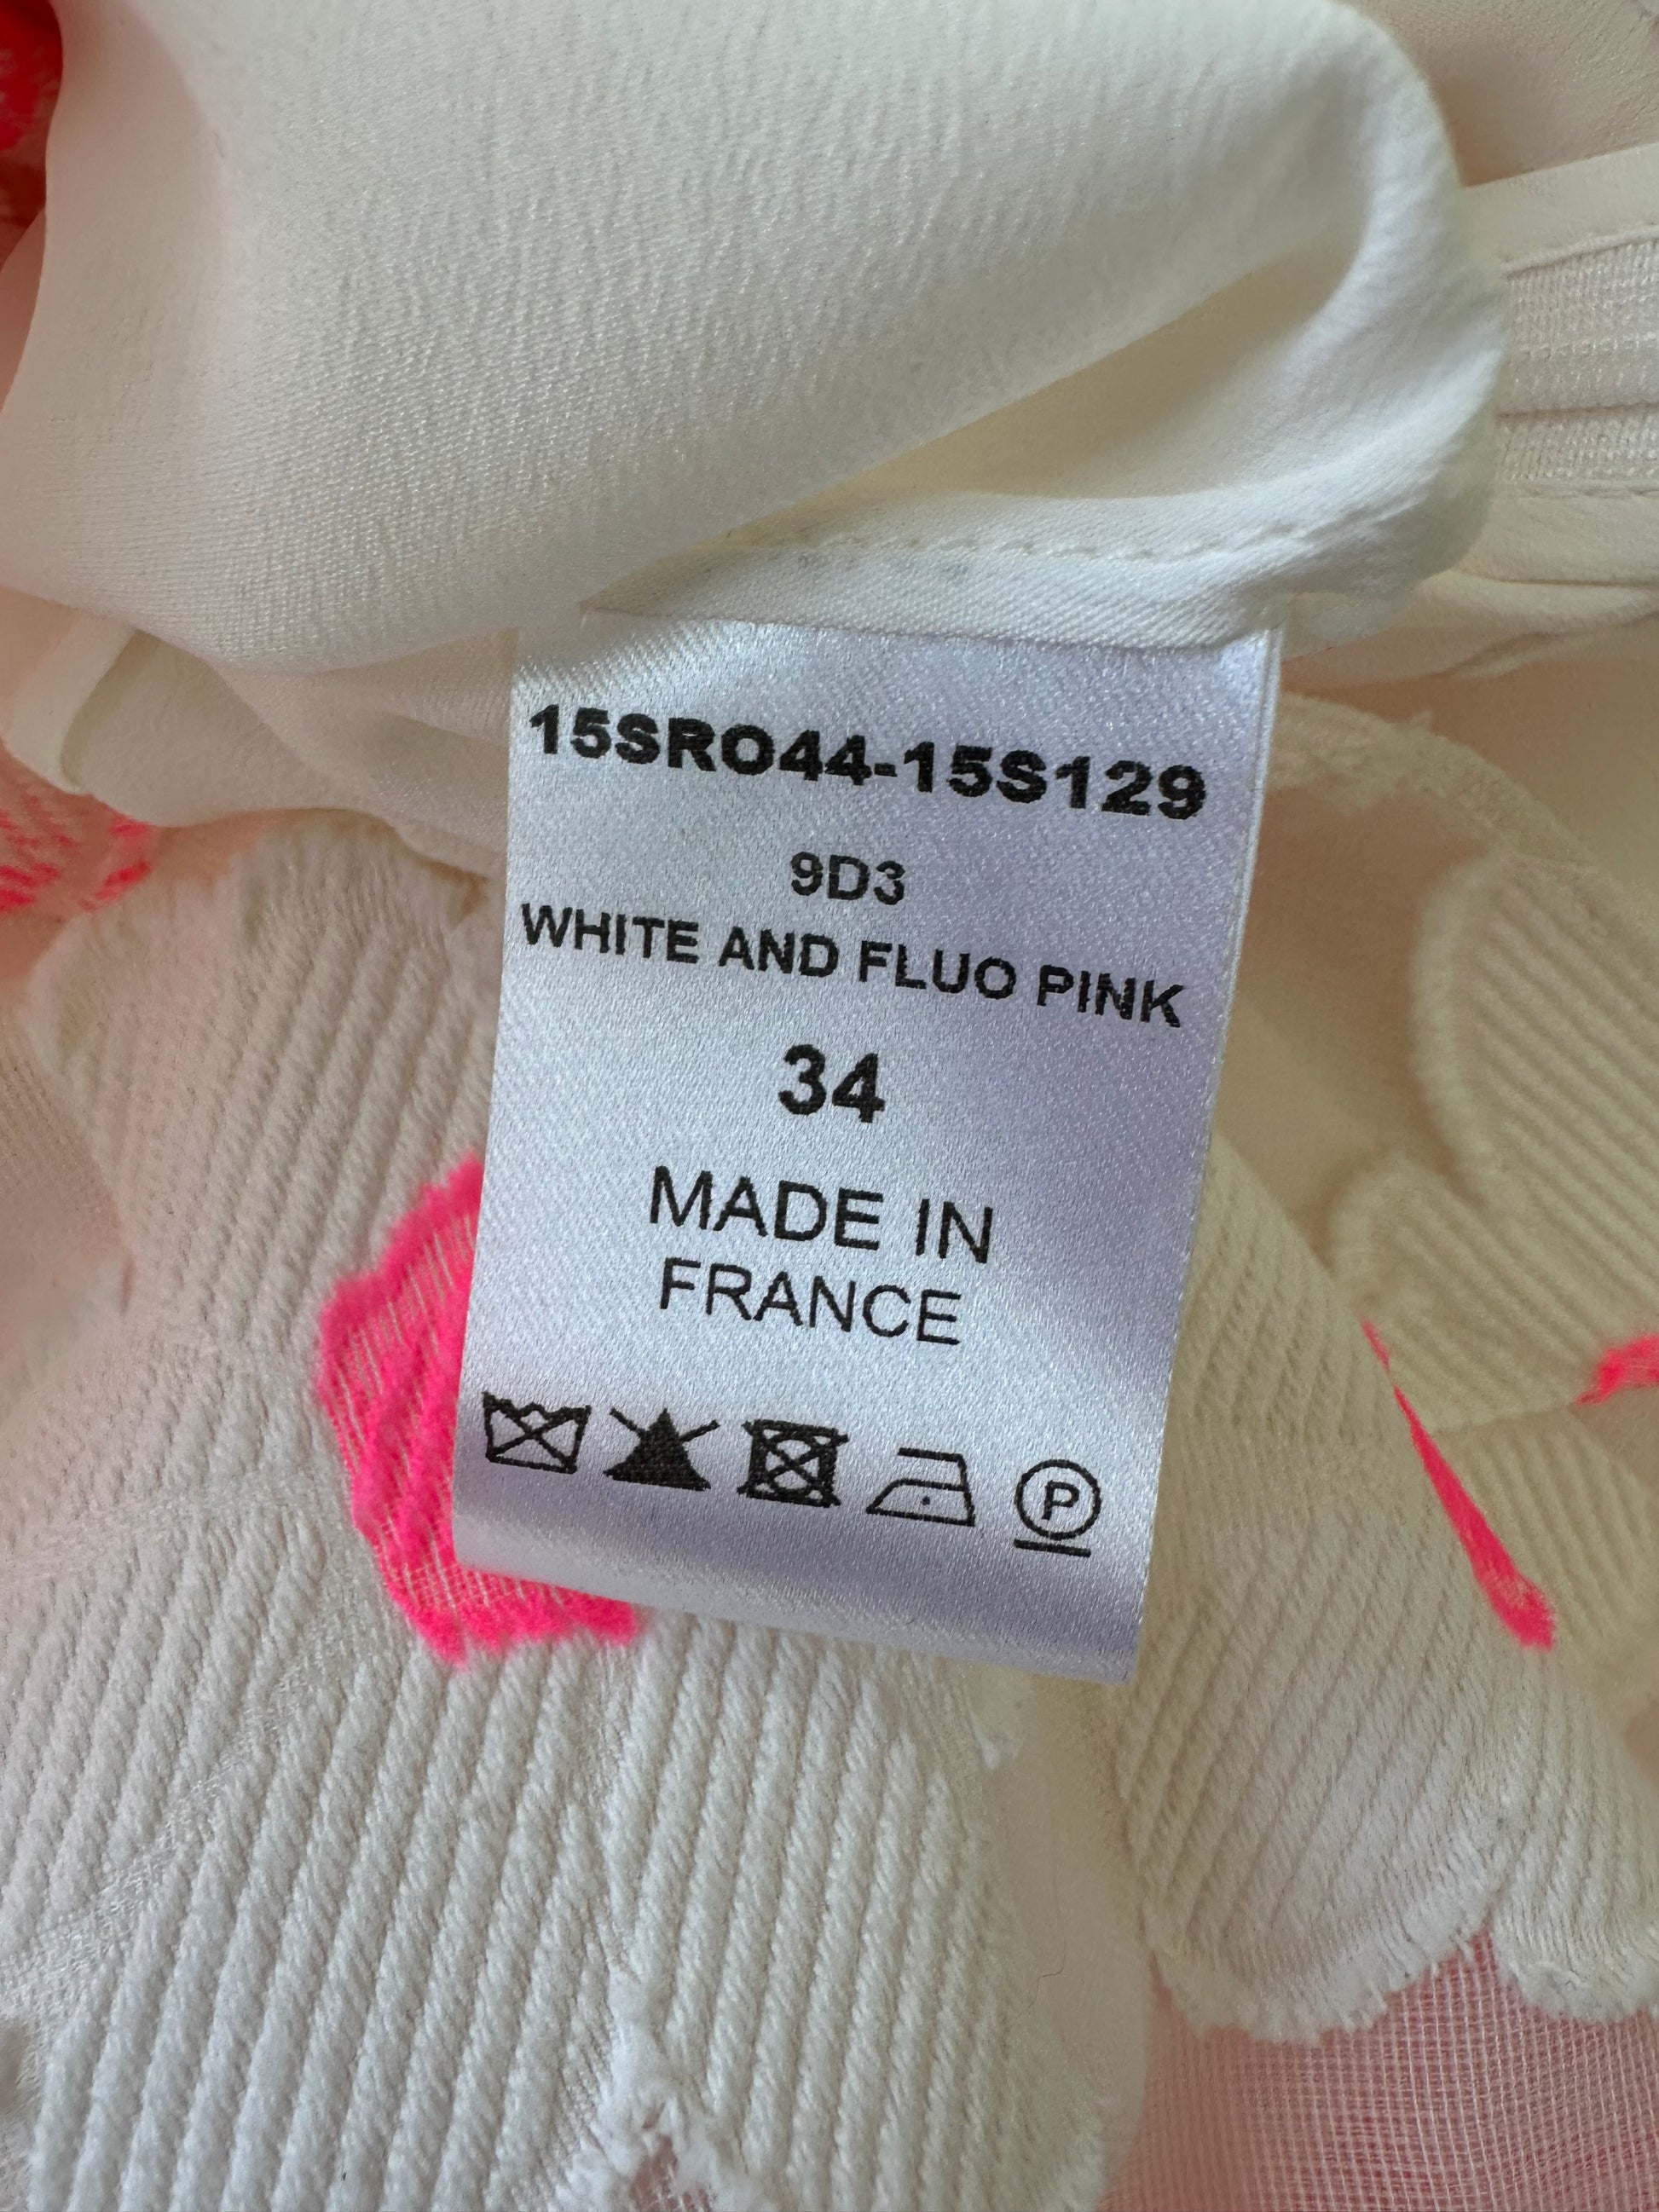 15SRO44-15S129
9D3
WHITE AND FLUO PINK
34
MADE IN
FRANCE
P